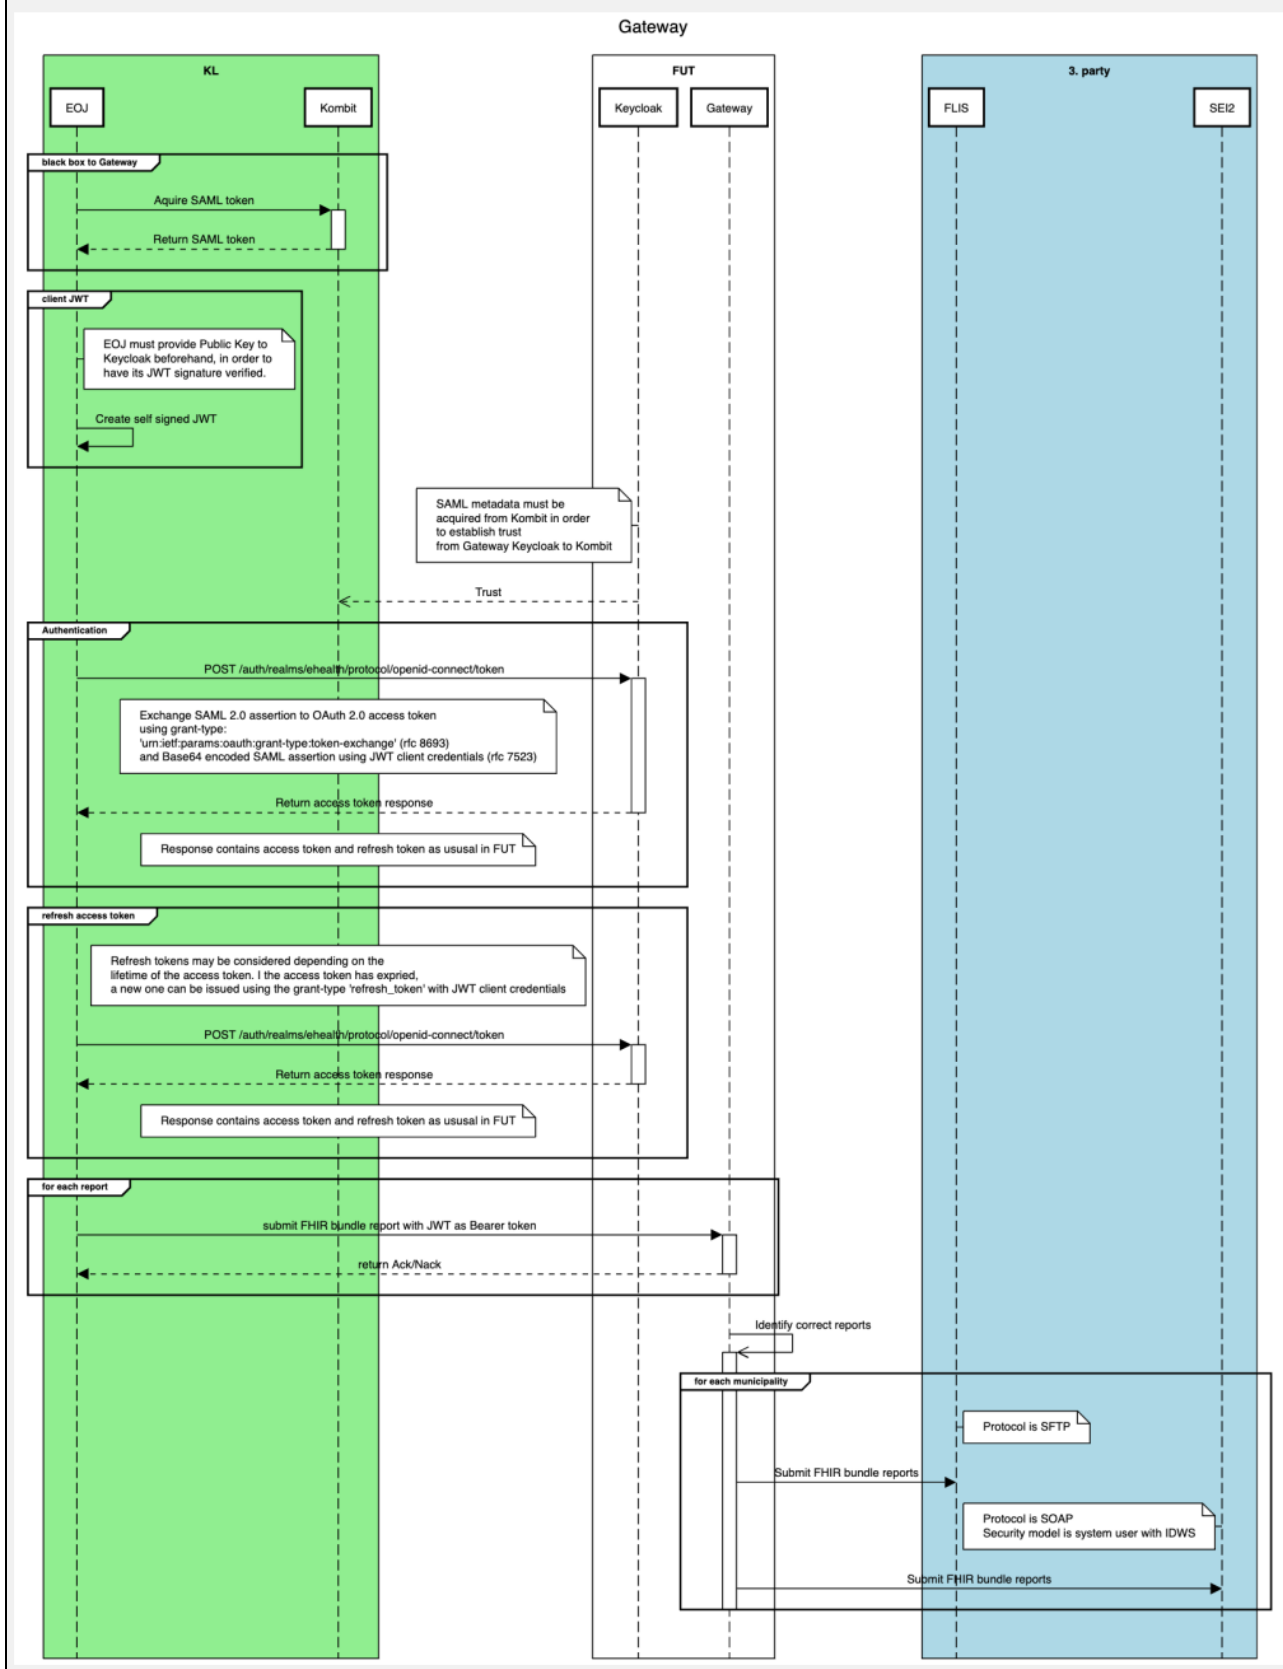 Gateway
KL
FUT
3. party
EOJ
Kombit
Keycloak
Gateway
FLIS
SEI2
black box to Gateway
Aquire SAML token
Return SAML token
client JWT
EOJ must provide Public Key to
Keycloak beforehand, in order to
have its JWT signature verified.
Create self signed JWT
SAML metadata must be
acquired from Kombit in order
to establish trust
from Gateway Keycloak to Kombit
Trust
Authentication
POST /auth/realms/ehealth/protocol/openid-connect/token
Exchange SAML 2.0 assertion to OAuth 2.0 access token
using grant-type:
'urn:ietf:params:oauth:grant-type:token-exchange' (rfc 8693)
and Base64 encoded SAML assertion using JWT client credentials (rfc 7523)
Return access token response
Response contains access token and refresh token as ususal in FUT
refresh access token
Refresh tokens may be considered depending on the
lifetime of the access token. I the access token has expried,
a new one can be issued using the grant-type 'refresh_token' with JWT client credentials
POST /auth/realms/ehealth/protocol/openid-connect/token
Return access token response
Response contains access token and refresh token as ususal in FUT
for each report
submit FHIR bundle report with JWT as Bearer token
return Ack/Nack
Identify correct reports
for each municipality
Protocol is SFTP
Submit FHIR bundle reports
Protocol is SOAP
Security model is system user with IDWS
Submit FHIR bundle reports